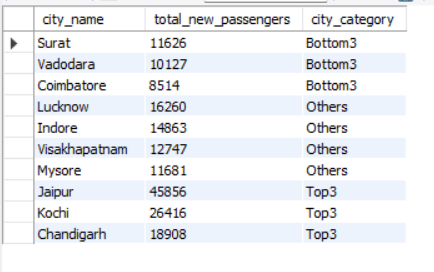 city_name total_new_passengers city_category
Surat 11626 Bottom3
Vadodara 10127 Bottom3
Coimbatore 8514 Bottom3
Lucknow 16260 Others
Indore 14863 Others
Visakhapatnam 12747 Others
Mysore 11681 Others
Jaipur 45856 Top3
Kochi 26416 Top3
Chandigarh 18908 Top3